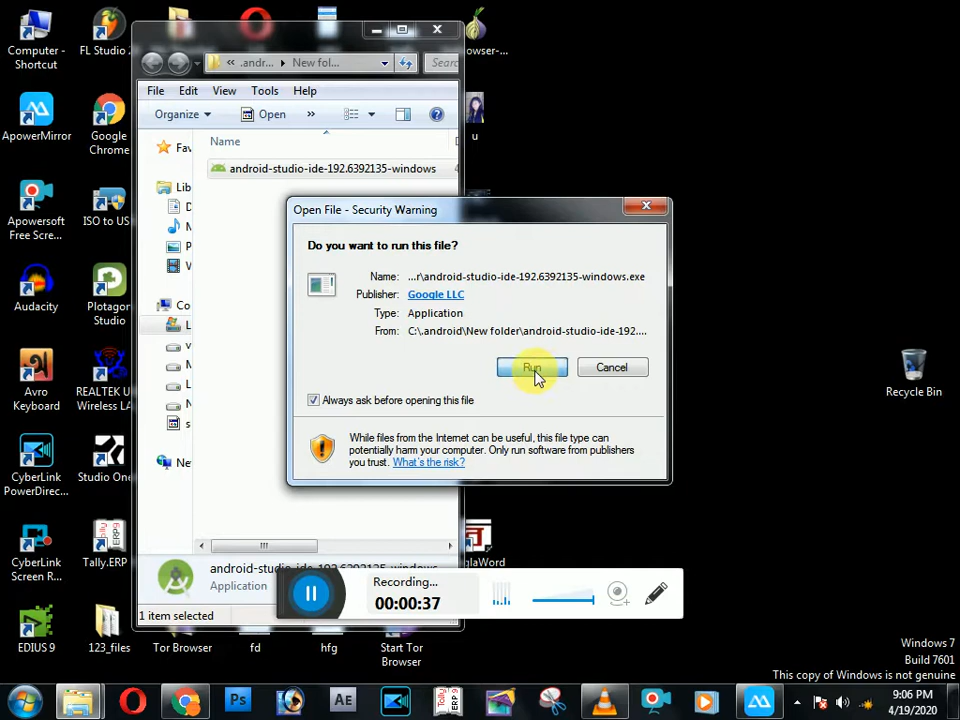 Computer - Shortcut
FL Studio
ApowerMirror
Google Chrome
Apowersoft Free Scre...
ISO to US
Audacity
Plotagon Studio
Avro Keyboard
REALTEK Wireless LA
CyberLink PowerDirec...
Studio One
CyberLink Screen R...
Tally.ERP
EDIUS 9
123_files
Tor Browser
fd
hfg
Start Tor Browser
u
Recycle Bin
.andr...
New fol...
Searc
File Edit View Tools Help
Organize
Open
»
Name
Fav
android-studio-ide-192.6392135-windows
Lib
Co
Ne
Open File - Security Warning
Do you want to run this file?
Name: ...r\android-studio-ide-192.6392135-windows.exe
Publisher: Google LLC
Type: Application
From: C:\.android\New folder\android-studio-ide-192....
Run
Cancel
Always ask before opening this file
While files from the Internet can be useful, this file type can
potentially harm your computer. Only run software from publishers
you trust. What's the risk?
Application
Recording...
00:00:37
1 item selected
Windows 7
Build 7601
This copy of Windows is not genuine
Ps
Ae
9:06 PM
4/19/2020